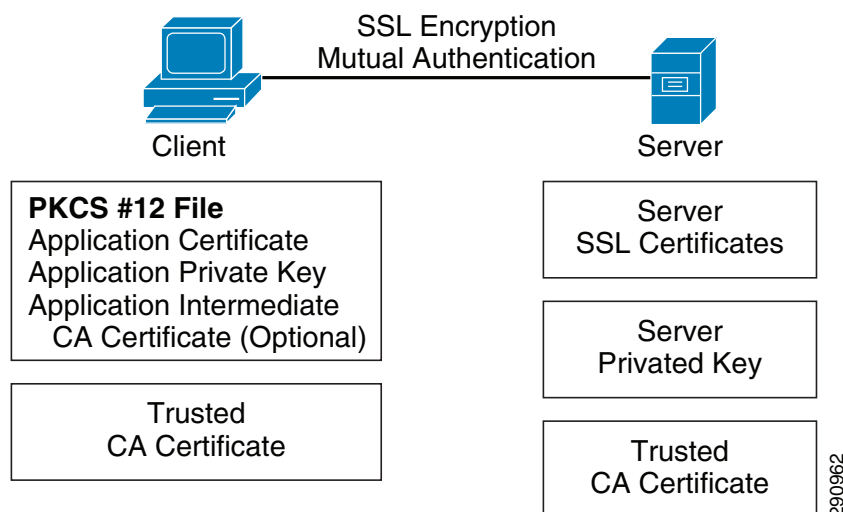 SSL Encryption
Mutual Authentication
Client
Server
PKCS #12 File
Application Certificate
Application Private Key
Application Intermediate
CA Certificate (Optional)
Trusted
CA Certificate
Server
SSL Certificates
Server
Privated Key
Trusted
CA Certificate
290962